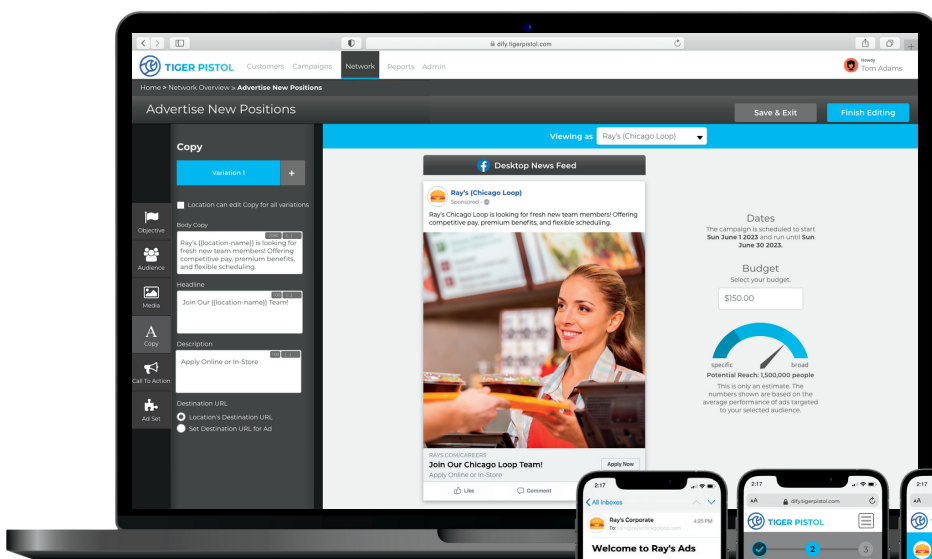 dify.tigerpistol.com
TIGER PISTOL Customers Campaigns Network Reports Admin
Howdy
Tom Adams
Home > Network Overview > Advertise New Positions
Advertise New Positions
Save & Exit
Finish Editing
Viewing as Ray's (Chicago Loop)
Copy
Variation 1 +
Location can edit Copy for all variations
Objective
Audience
Media
A
Copy
Call To Action
Ad Set
Body Copy
Ray's {{location-name}} is looking for
fresh new team members! Offering
competitive pay, premium benefits,
and flexible scheduling.
Headline
Join Our {{location-name}} Team!
Description
Apply Online or In-Store
Destination URL
Location's Destination URL
Set Destination URL for Ad
Desktop News Feed
Ray's (Chicago Loop)
Sponsored
Ray's Chicago Loop is looking for fresh new team members! Offering
competitive pay, premium benefits, and flexible scheduling.
RAYS.COM/CAREERS
Join Our Chicago Loop Team!
Apply Online or In-Store
Apply Now
Like
Comment
Dates
The campaign is scheduled to start
Sun June 1 2023 and run until Sun
June 30 2023.
Budget
Select your budget.
$150.00
specific broad
Potential Reach: 1,500,000 people
This is only an estimate. The
numbers shown are based on the
average performance of ads targeted
to your selected audience.
2:17
All Inboxes
Ray's Corporate 4:25 PM
To:
Welcome to Ray's Ads
2:17
AA dify.tigerpistol.com
TIGER PISTOL
2 3
2:17
AA